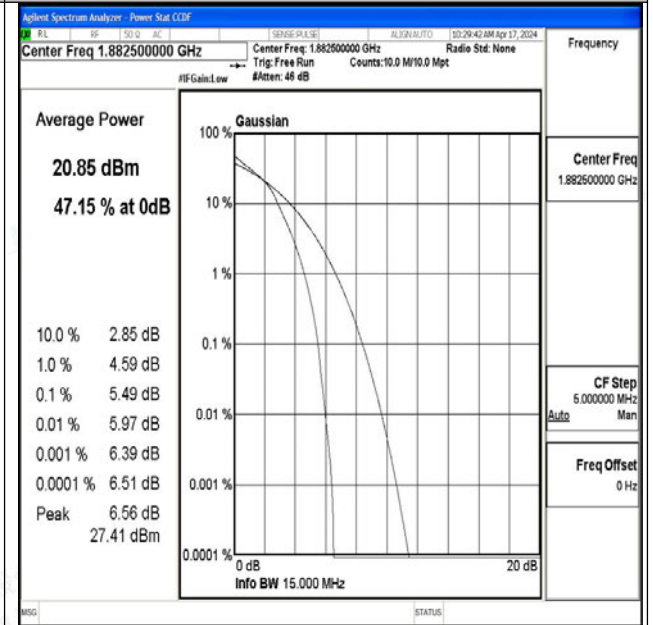 Agilent Spectrum Analyzer - Power Stat CCDF
RL RF 50 Ω AC SENSE:PULSE ALIGNAUTO 10:29:42 AM Apr 17, 2024
Center Freq 1.882500000 GHz
Center Freq: 1.882500000 GHz Radio Std: None
Trig: Free Run Counts:10.0 M/10.0 Mpt
#IFGain:Low #Atten: 46 dB
Frequency
Average Power
20.85 dBm
47.15 % at 0dB
10.0 % 2.85 dB
1.0 % 4.59 dB
0.1 % 5.49 dB
0.01 % 5.97 dB
0.001 % 6.39 dB
0.0001 % 6.51 dB
Peak 6.56 dB
27.41 dBm
Gaussian
100 %
10 %
1 %
0.1 %
0.01 %
0.001 %
0.0001 %
0 dB 20 dB
Info BW 15.000 MHz
Center Freq
1.882500000 GHz
CF Step
5.000000 MHz
Auto Man
Freq Offset
0 Hz
MSG STATUS